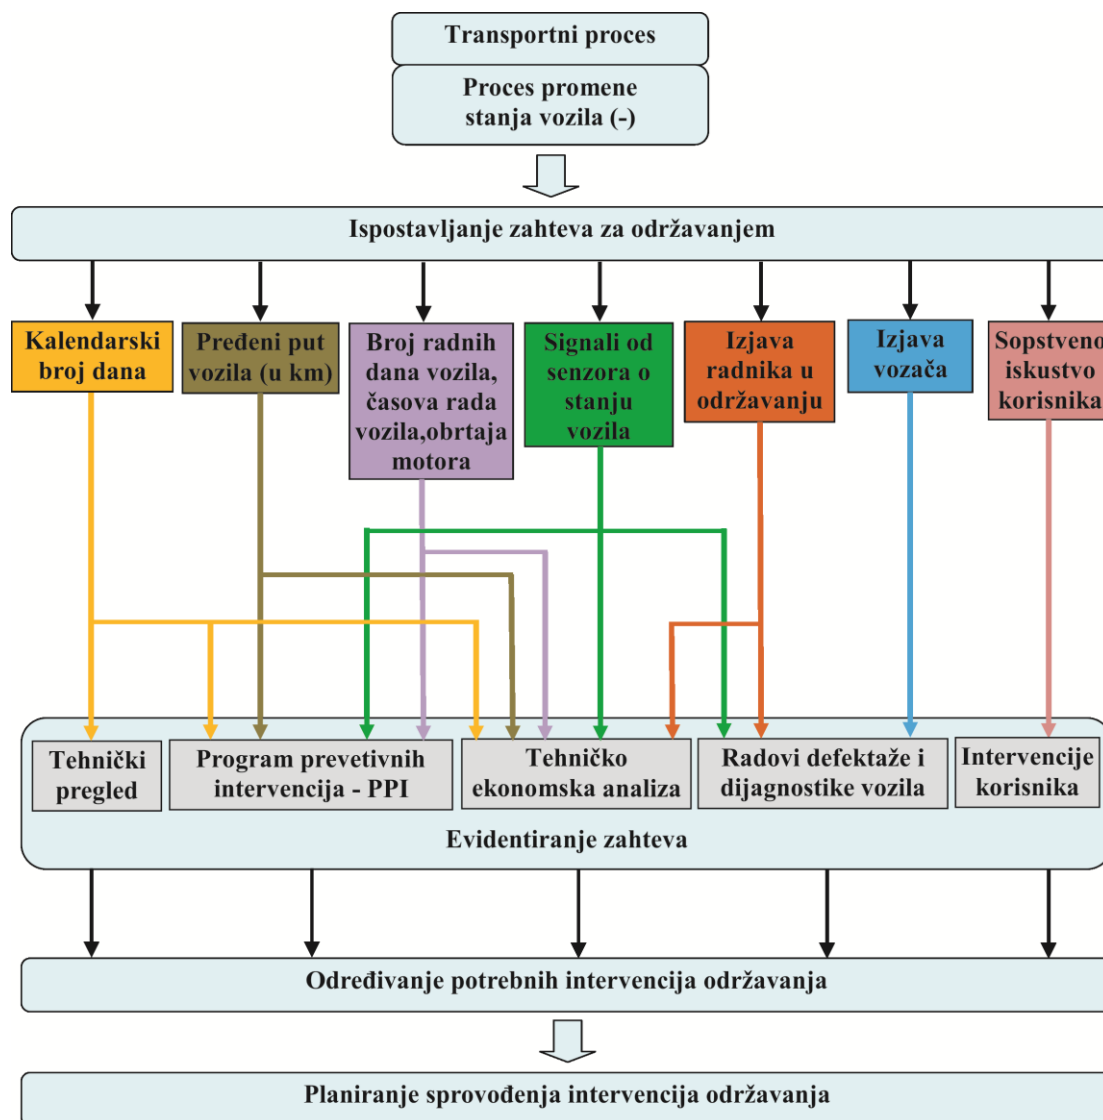 Transportni proces
Proces promene
stanja vozila (-)
Ispostavljanje zahteva za održavanjem
Kalendarski
broj dana
Pređeni put
vozila (u km)
Broj radnih
dana vozila,
časova rada
vozila,obrtaja
motora
Signali od
senzora o
stanju
vozila
Izjava
radnika u
održavanju
Izjava
vozača
Sopstveno
iskustvo
korisnika
Tehnički
pregled
Program prevetivnih
intervencija - PPI
Tehničko
ekonomska analiza
Radovi defektaže i
dijagnostike vozila
Intervencije
korisnika
Evidentiranje zahteva
Određivanje potrebnih intervencija održavanja
Planiranje sprovođenja intervencija održavanja